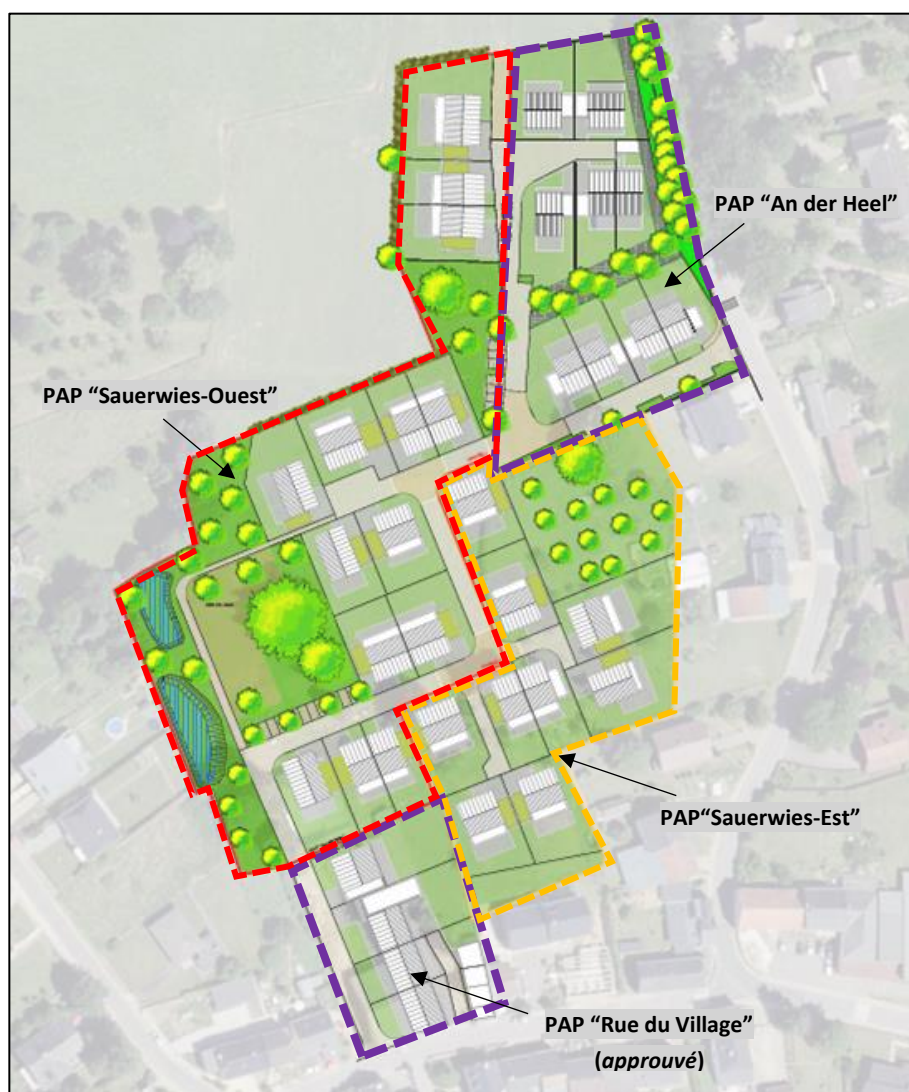 PAP “An der Heel”
PAP “Sauerwies-Ouest”
PAP“Sauerwies-Est”
PAP “Rue du Village”
(approuvé)